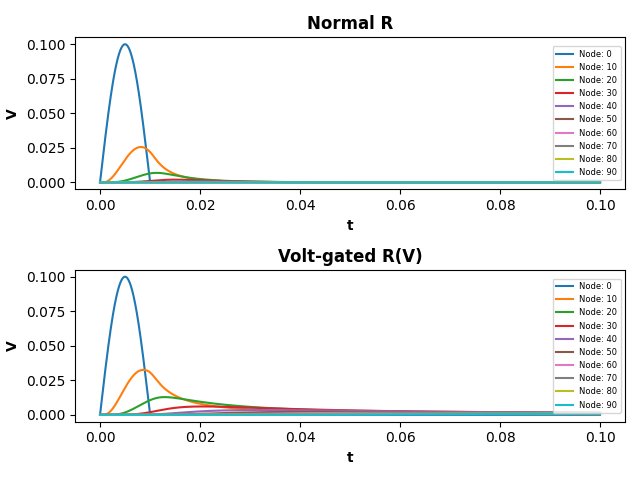 Normal R
0.100
0.075
0.050
0.025
0.000
V
Node: 0
Node: 10
Node: 20
Node: 30
Node: 40
Node: 50
Node: 60
Node: 70
Node: 80
Node: 90
0.00 0.02 0.04 0.06 0.08 0.10
t
Volt-gated R(V)
0.100
0.075
0.050
0.025
0.000
V
Node: 0
Node: 10
Node: 20
Node: 30
Node: 40
Node: 50
Node: 60
Node: 70
Node: 80
Node: 90
0.00 0.02 0.04 0.06 0.08 0.10
t